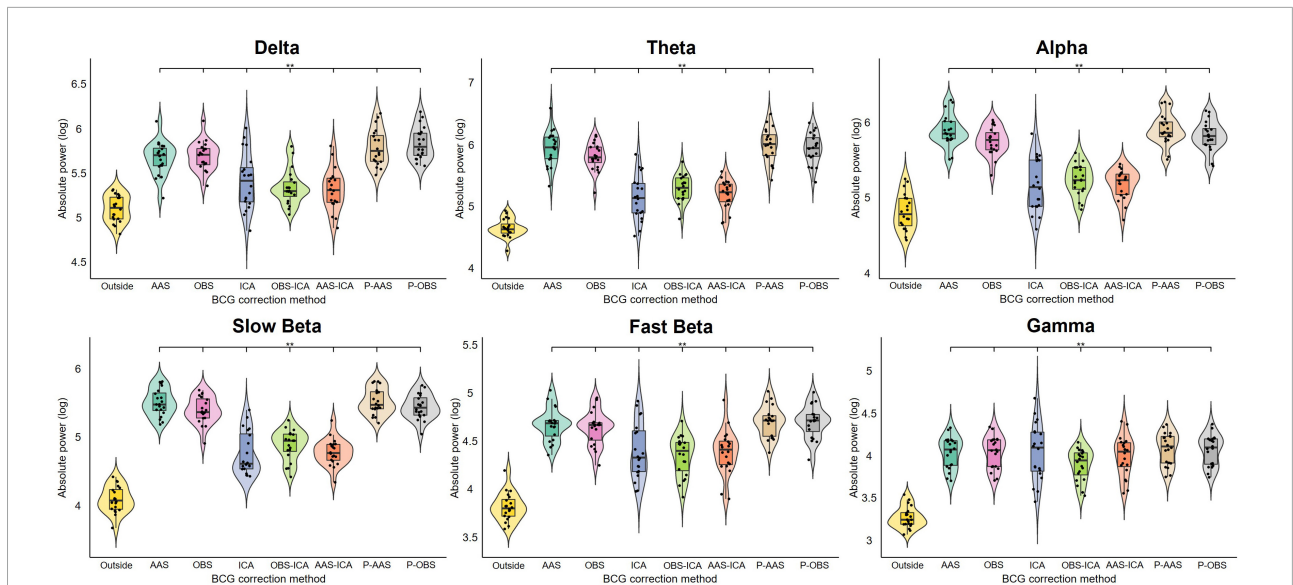 Delta
Theta
Alpha
**
**
**
Absolute power (log)
6.5
6
5.5
5
4.5
Absolute power (log)
7
6
5
4
Absolute power (log)
6
5
4
Outside AAS OBS ICA OBS-ICA AAS-ICA P-AAS P-OBS
Outside AAS OBS ICA OBS-ICA AAS-ICA P-AAS P-OBS
Outside AAS OBS ICA OBS-ICA AAS-ICA P-AAS P-OBS
BCG correction method
BCG correction method
BCG correction method
Slow Beta
Fast Beta
Gamma
**
**
**
Absolute power (log)
6
5
4
Absolute power (log)
5.5
5
4.5
4
3.5
Absolute power (log)
5
4.5
4
3.5
3
Outside AAS OBS ICA OBS-ICA AAS-ICA P-AAS P-OBS
Outside AAS OBS ICA OBS-ICA AAS-ICA P-AAS P-OBS
Outside AAS OBS ICA OBS-ICA AAS-ICA P-AAS P-OBS
BCG correction method
BCG correction method
BCG correction method